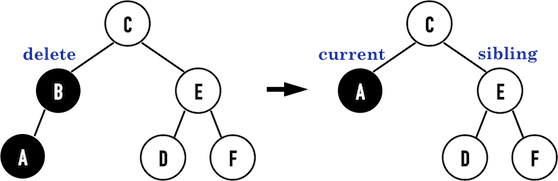 C C
delete current sibling
B E A E
A D F D F